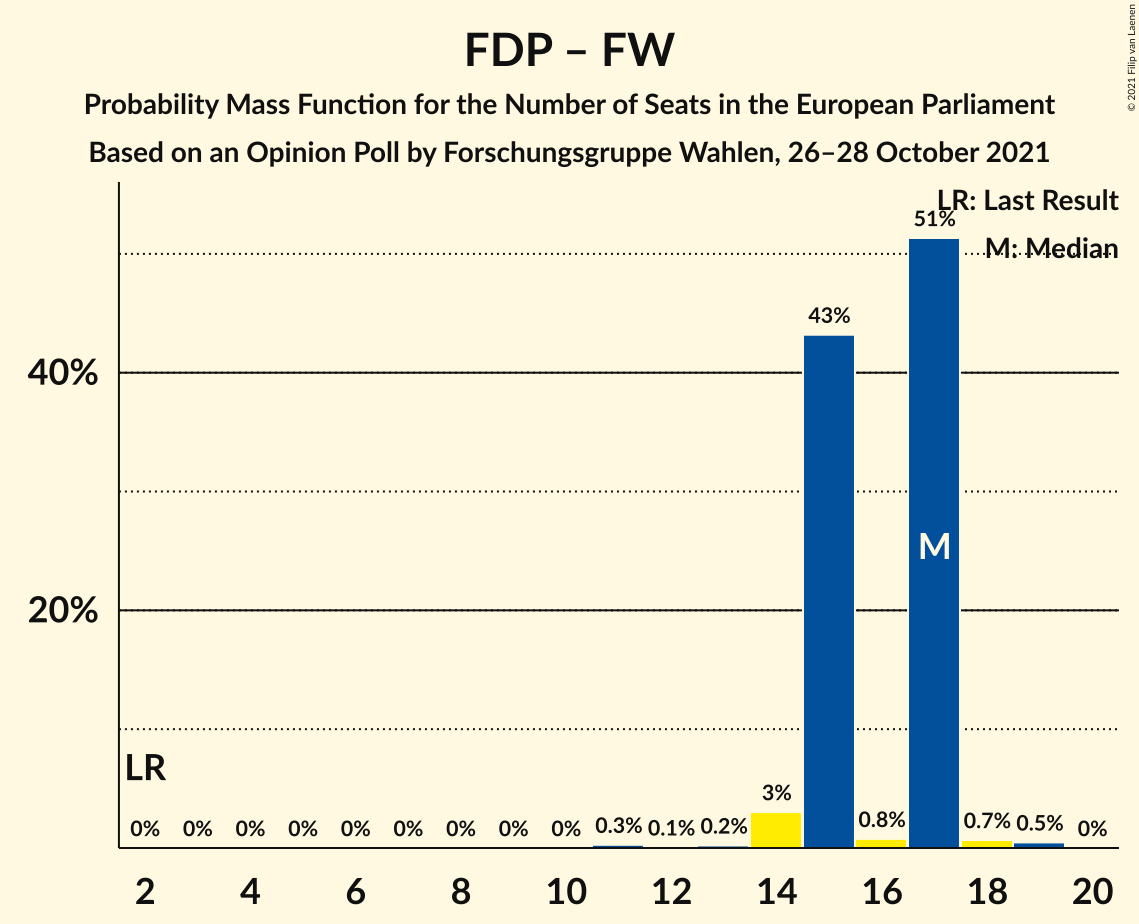 FDP – FW
Probability Mass Function for the Number of Seats in the European Parliament
Based on an Opinion Poll by Forschungsgruppe Wahlen, 26–28 October 2021
© 2021 Filip van Laenen
LR: Last Result
M: Median
51%
43%
40%
M
20%
LR
3%
0% 0% 0% 0% 0% 0% 0% 0% 0% 0.3% 0.1% 0.2% 0.8% 0.7% 0.5% 0%
2 4 6 8 10 12 14 16 18 20